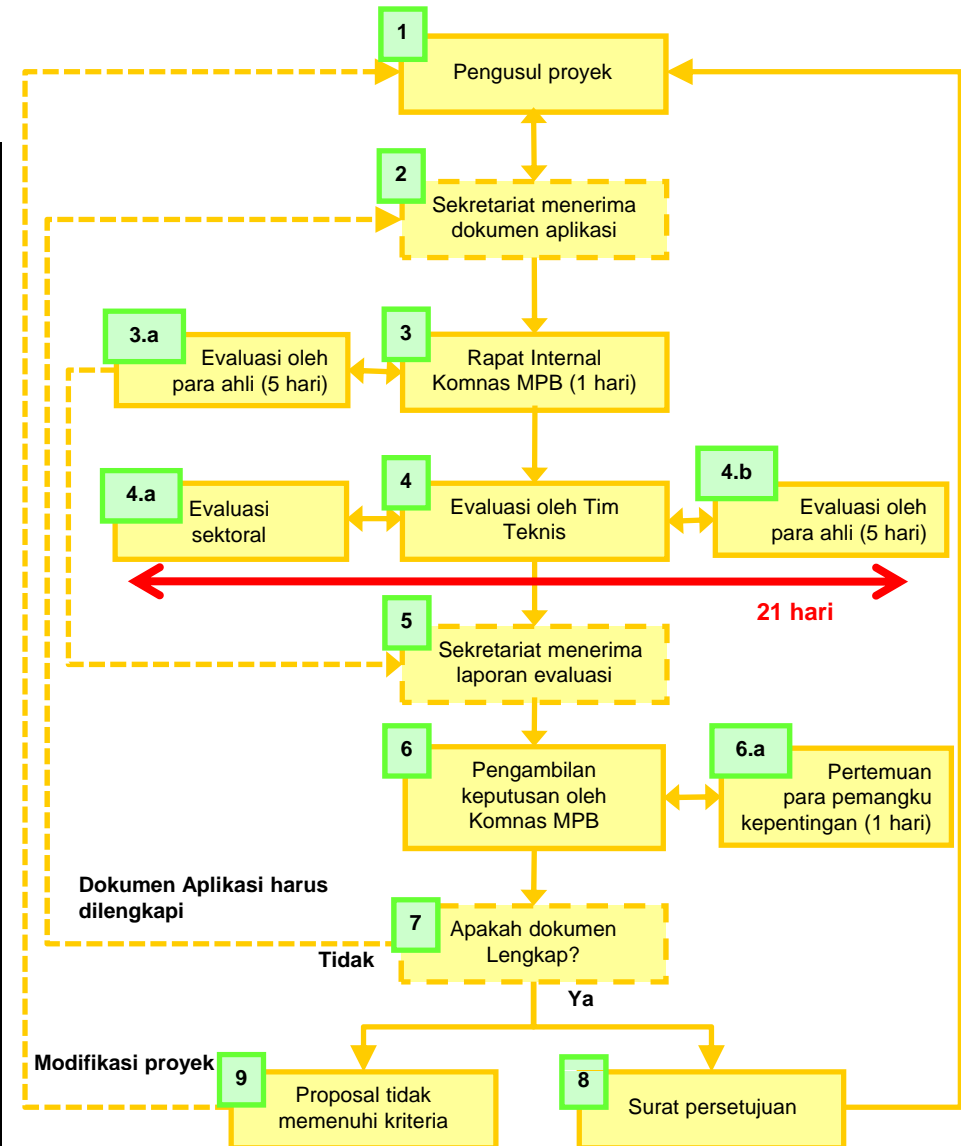 1
Pengusul proyek
2
Sekretariat menerima
dokumen aplikasi
3.a
Evaluasi oleh
para ahli (5 hari)
3
Rapat Internal
Komnas MPB (1 hari)
4.a
Evaluasi
sektoral
4
Evaluasi oleh Tim
Teknis
4.b
Evaluasi oleh
para ahli (5 hari)
21 hari
5
Sekretariat menerima
laporan evaluasi
6
Pengambilan
keputusan oleh
Komnas MPB
6.a
Pertemuan
para pemangku
kepentingan (1 hari)
Dokumen Aplikasi harus
dilengkapi
7
Apakah dokumen
Lengkap?
Tidak
Ya
Modifikasi proyek
9
Proposal tidak
memenuhi kriteria
8
Surat persetujuan